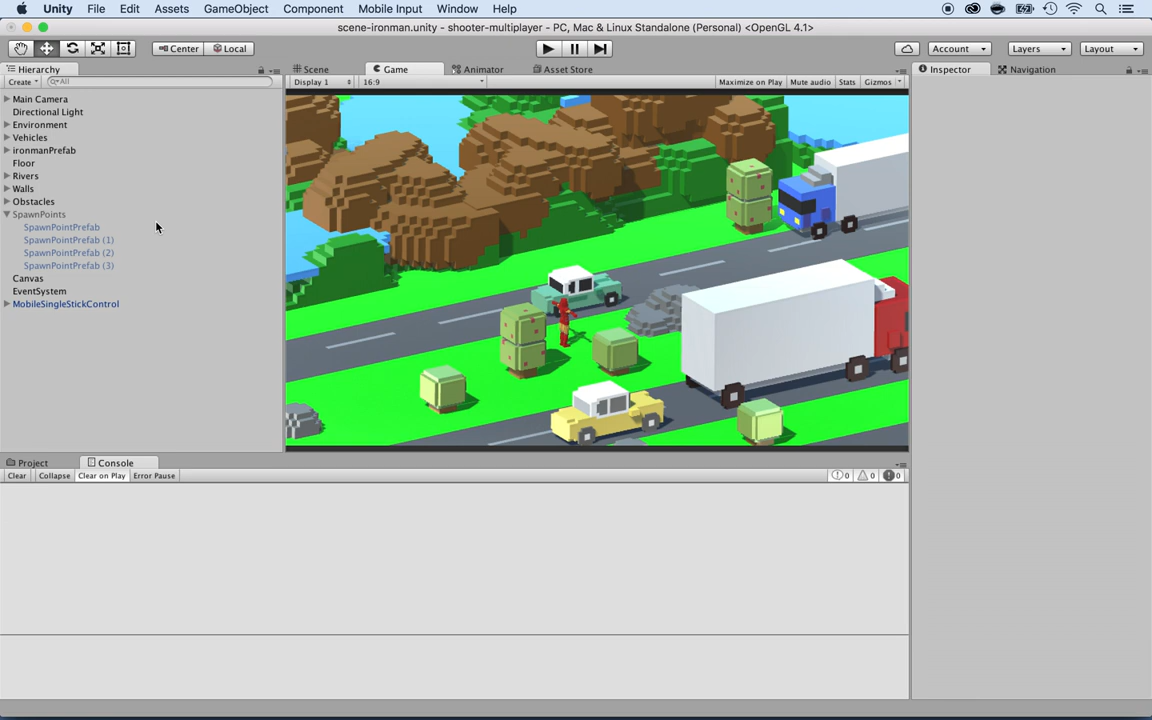 Unity File Edit Assets GameObject Component Mobile Input Window Help
scene-ironman.unity - shooter-multiplayer - PC, Mac & Linux Standalone (Personal) <OpenGL 4.1>
Center Local Account Layers Layout
Hierarchy Scene Game Animator Asset Store Inspector Navigation
Create All Display 1 16:9 Maximize on Play Mute audio Stats Gizmos
Main Camera
Directional Light
Environment
Vehicles
ironmanPrefab
Floor
Rivers
Walls
Obstacles
SpawnPoints
SpawnPointPrefab
SpawnPointPrefab (1)
SpawnPointPrefab (2)
SpawnPointPrefab (3)
Canvas
EventSystem
MobileSingleStickControl
Project Console
Clear Collapse Clear on Play Error Pause 0 0 0